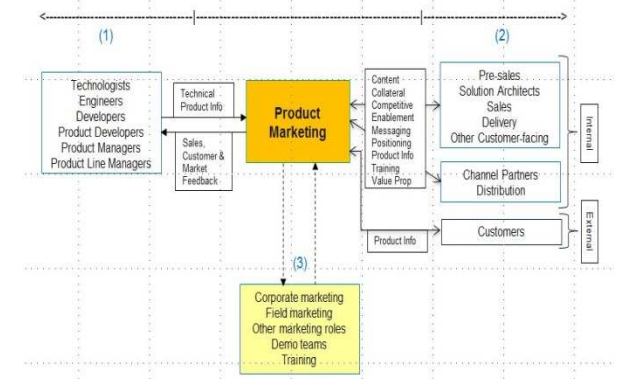 (1)
(2)
Technologists
Engineers
Developers
Product Developers
Product Managers
Product Line Managers
Technical
Product Info
Sales,
Customer &
Market
Feedback
Product
Marketing
Content
Collateral
Competitive
Enablement
Messaging
Positioning
Product Info
Training
Value Prop
Product Info
Pre-sales
Solution Architects
Sales
Delivery
Other Customer-facing
Channel Partners
Distribution
Customers
Internal
External
(3)
Corporate marketing
Field marketing
Other marketing roles
Demo teams
Training